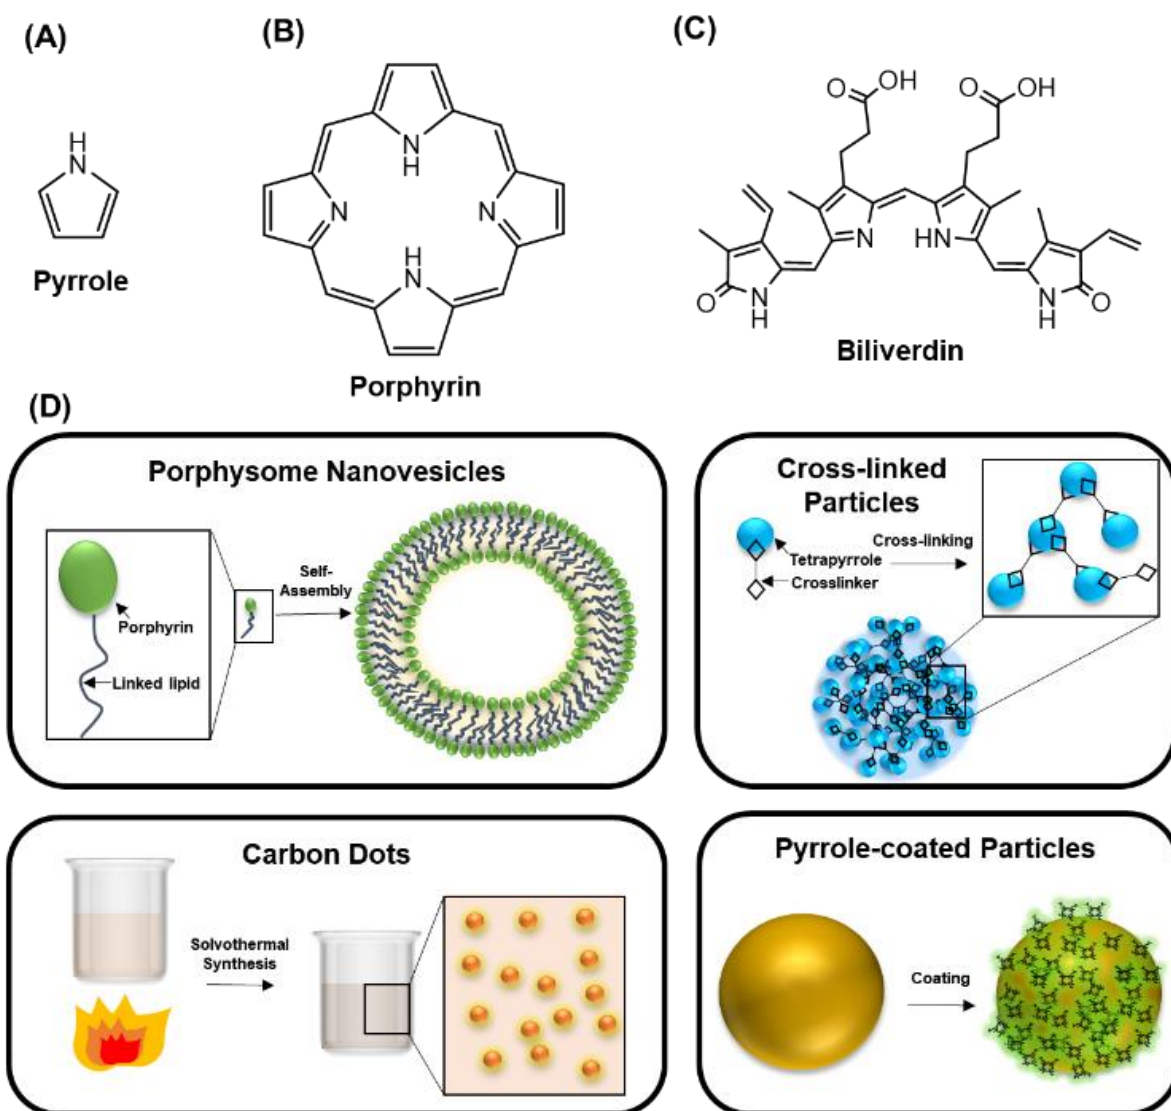 (A)
H
N
Pyrrole
(B)
N
H
N
N
H
N
Porphyrin
(C)
O
OH
O
OH
N
HN
O
N
H
N
H
O
Biliverdin
(D)
Porphysome Nanovesicles
Porphyrin
Linked lipid
Self-
Assembly
Cross-linked
Particles
Tetrapyrrole
Crosslinker
Cross-linking
Carbon Dots
Solvothermal
Synthesis
Pyrrole-coated Particles
Coating